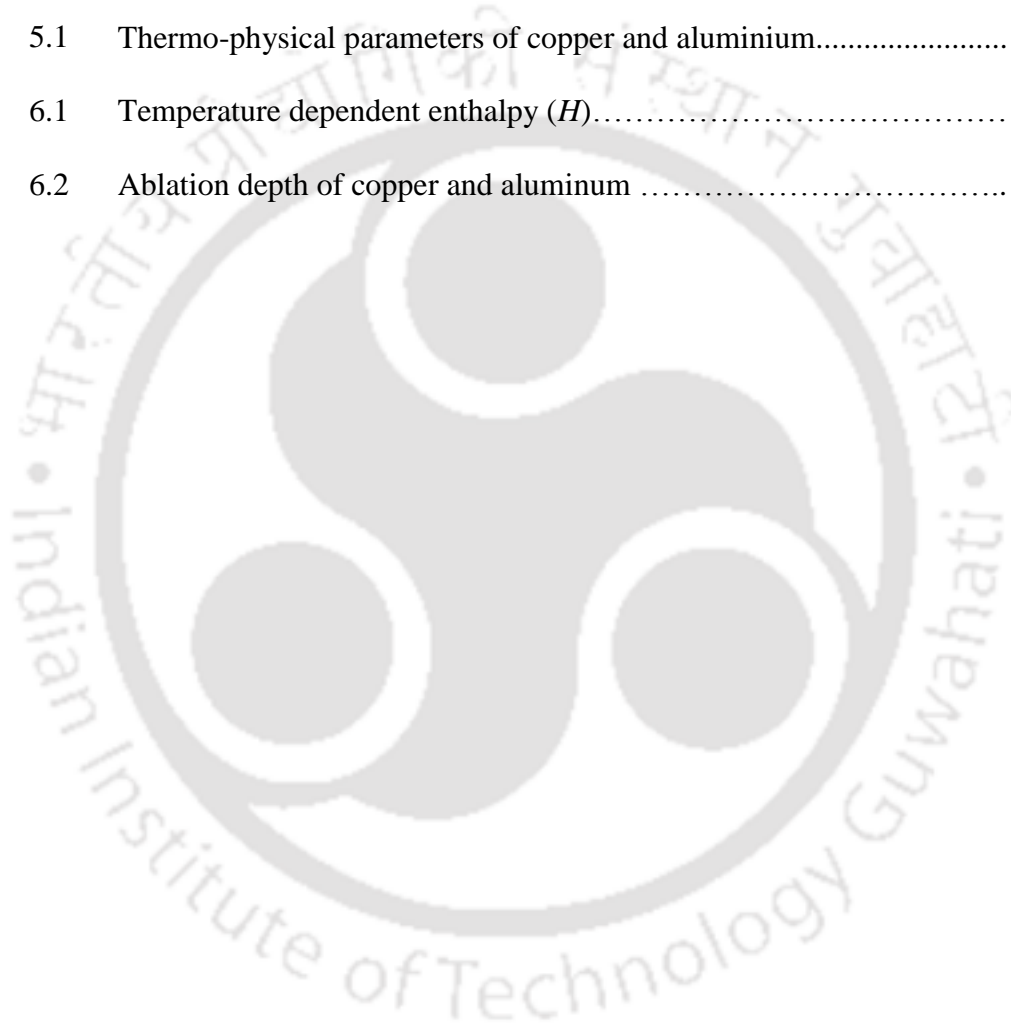 5.1 Thermo-physical parameters of copper and aluminium.......................
6.1 Temperature dependent enthalpy (H)……………………………………
6.2 Ablation depth of copper and aluminum ……………………………..
भारतीय प्रौद्योगिकी संस्थान गुवाहाटी
• Indian Institute of Technology Guwahati •